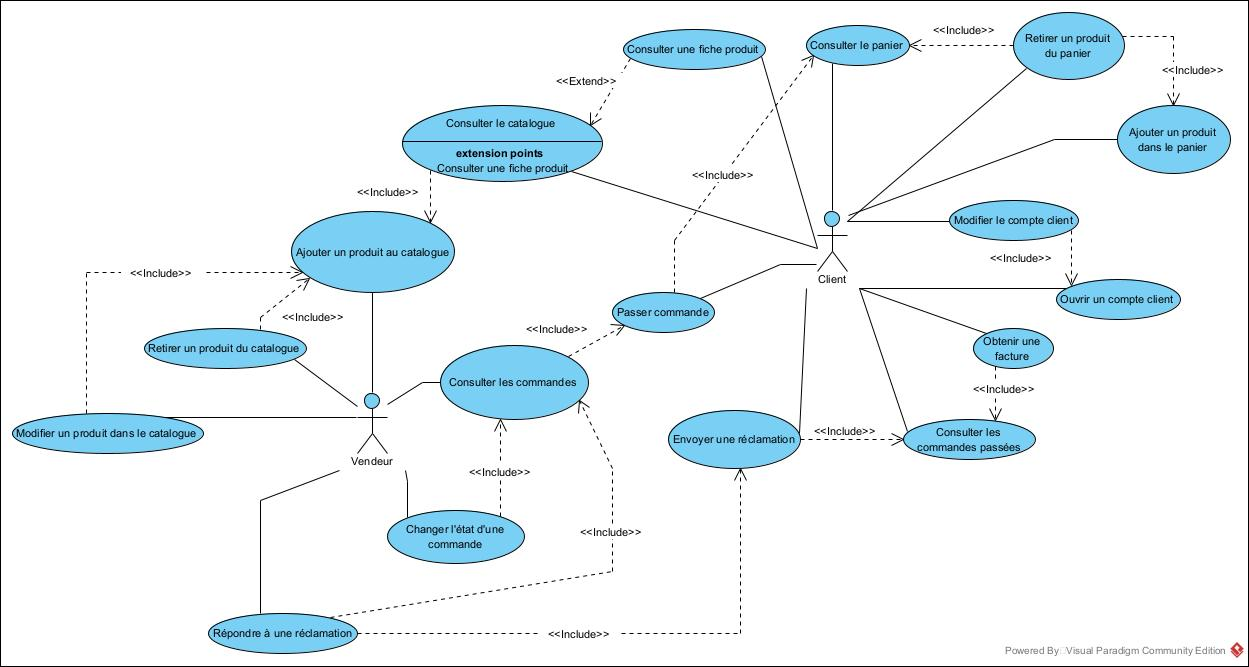 Consulter une fiche produit
Consulter le panier
<<Include>>
Retirer un produit
du panier
<<Include>>
<<Extend>>
Consulter le catalogue
extension points
Consulter une fiche produit
Ajouter un produit
dans le panier
<<Include>>
<<Include>>
Ajouter un produit au catalogue
Modifier le compte client
<<Include>>
<<Include>>
Client
Ouvrir un compte client
<<Include>>
Passer commande
<<Include>>
Retirer un produit du catalogue
Obtenir une
facture
Consulter les commandes
<<Include>>
Modifier un produit dans le catalogue
Vendeur
Envoyer une réclamation
<<Include>>
Consulter les
commandes passées
<<Include>>
Changer l'état d'une
commande
<<Include>>
Répondre à une réclamation
<<Include>>
Powered By Visual Paradigm Community Edition